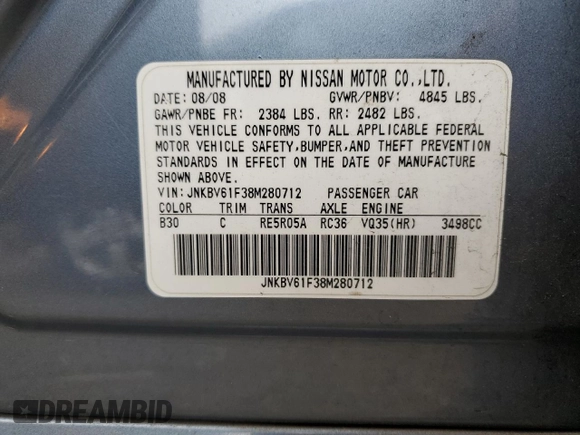 MANUFACTURED BY NISSAN MOTOR CO.,LTD.
DATE: 08/08 GVWR/PNBV: 4845 LBS.
GAWR/PNBE FR: 2384 LBS. RR: 2482 LBS.
THIS VEHICLE CONFORMS TO ALL APPLICABLE FEDERAL
MOTOR VEHICLE SAFETY,BUMPER,AND THEFT PREVENTION
STANDARDS IN EFFECT ON THE DATE OF MANUFACTURE
SHOWN ABOVE.
VIN:JNKBV61F38M280712 PASSENGER CAR
COLOR TRIM TRANS AXLE ENGINE
B30 C RE5R05A RC36 VQ35(HR) 3498CC
JNKBV61F38M280712
DREAMBID